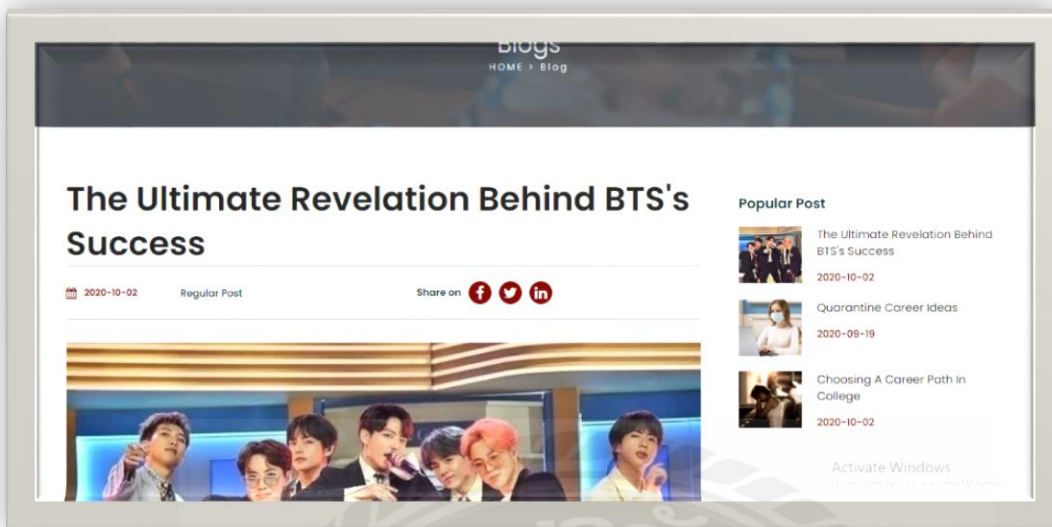 Blogs
HOME > Blog
The Ultimate Revelation Behind BTS's
Success
2020-10-02
Regular Post
Share on
Popular Post
The Ultimate Revelation Behind
BTS's Success
2020-10-02
Quarantine Career Ideas
2020-09-19
Choosing A Career Path In
College
2020-10-02
Activate Windows